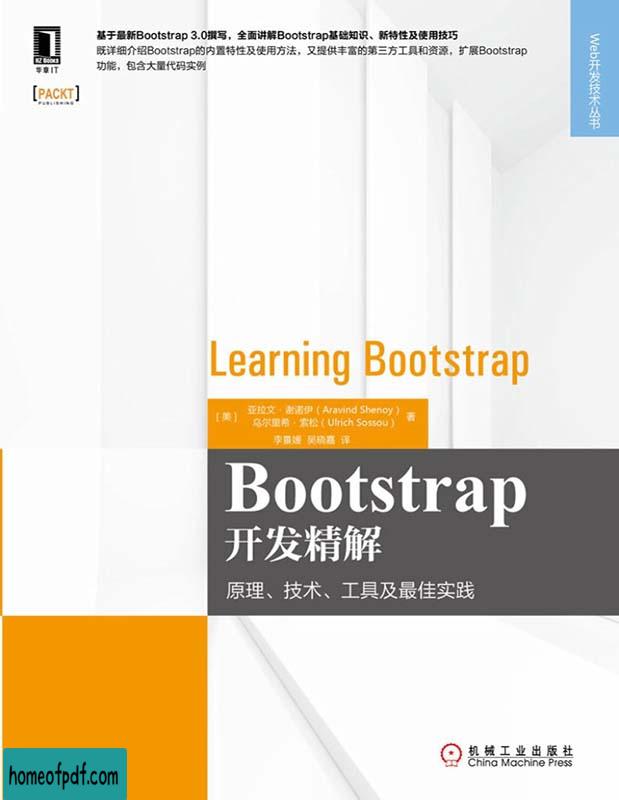 基于最新Bootstrap 3.0撰写，全面讲解Bootstrap基础知识、新特性及使用技巧
既详细介绍Bootstrap的内置特性及使用方法，又提供丰富的第三方工具和资源，扩展Bootstrap
功能，包含大量代码实例
HZ Books
华章IT
[PACKT]
PUBLISHING
Web开发技术丛书
Learning Bootstrap
[美] 亚拉文·谢诺伊（Aravind Shenoy） 著
乌尔里希·索松（Ulrich Sossou）
李景媛 吴晓嘉 译
Bootstrap
开发精解
原理、技术、工具及最佳实践
机械工业出版社
China Machine Press
homeofpdf.com